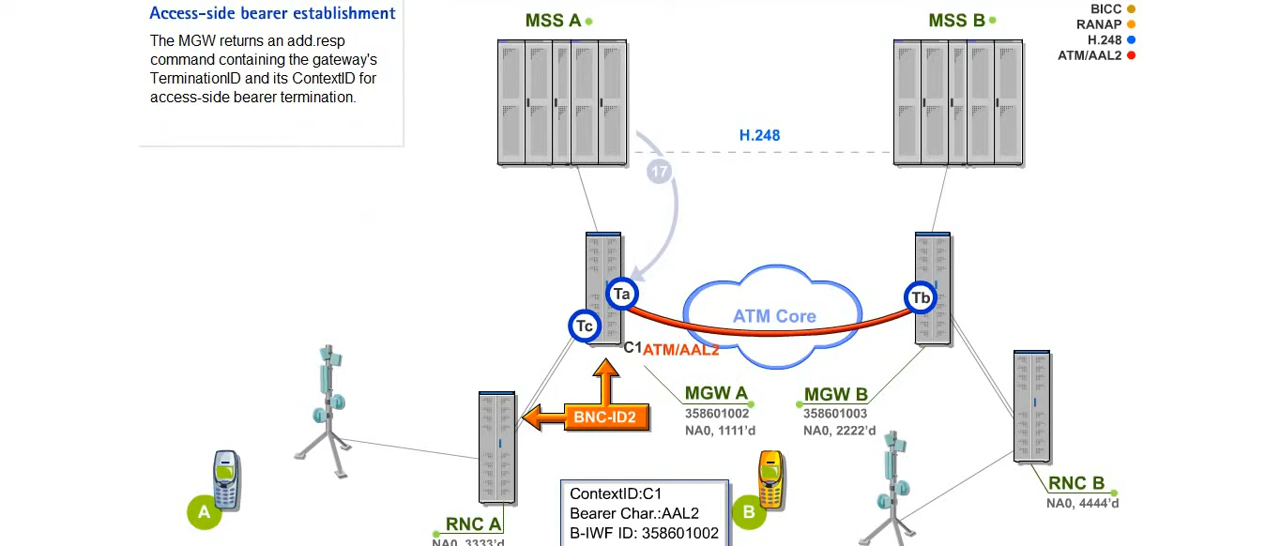 Access-side bearer establishment
The MGW returns an add.resp
command containing the gateway's
TerminationID and its ContextID for
access-side bearer termination.
MSS A
MSS B
BICC
RANAP
H.248
ATM/AAL2
H.248
17
Ta
Tb
Tc
ATM Core
C1ATM/AAL2
BNC-ID2
MGW A
358601002
NA0, 1111'd
MGW B
358601003
NA0, 2222'd
A
B
RNC A
NA0, 3333'd
RNC B
NA0, 4444'd
ContextID:C1
Bearer Char.:AAL2
B-IWF ID: 358601002